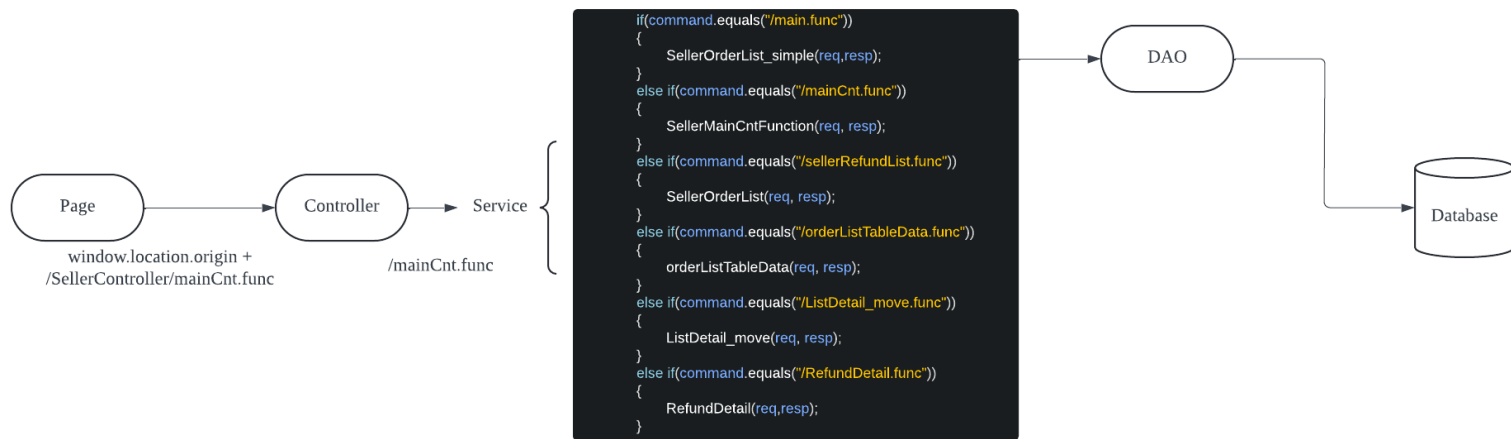 Page
window.location.origin +
/SellerController/mainCnt.func
Controller
/mainCnt.func
Service
if(command.equals("/main.func"))
{
SellerOrderList_simple(req,resp);
}
else if(command.equals("/mainCnt.func"))
{
SellerMainCntFunction(req, resp);
}
else if(command.equals("/sellerRefundList.func"))
{
SellerOrderList(req, resp);
}
else if(command.equals("/orderListTableData.func"))
{
orderListTableData(req, resp);
}
else if(command.equals("/ListDetail_move.func"))
{
ListDetail_move(req, resp);
}
else if(command.equals("/RefundDetail.func"))
{
RefundDetail(req,resp);
}
DAO
Database